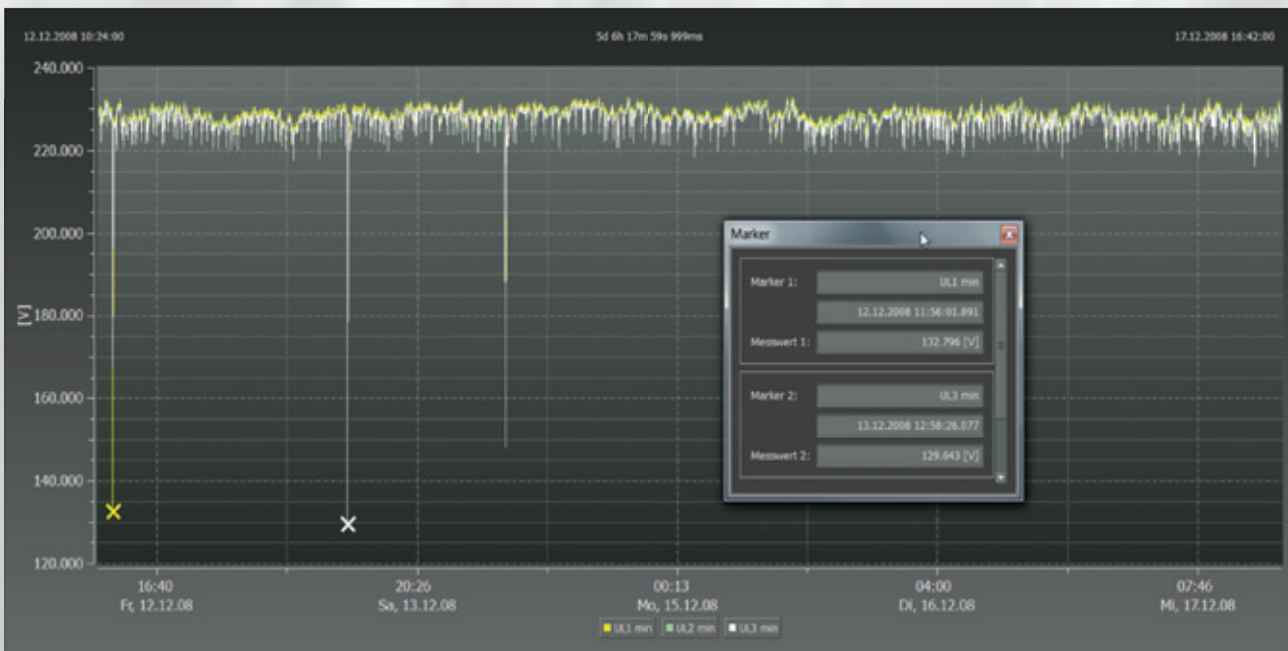 12.12.2008 10:24:00 5d 6h 17m 59s 999ms 17.12.2008 16:42:00
240.000
220.000
200.000
[V]
180.000
160.000
140.000
120.000
Marker
Marker 1: UL1 min
12.12.2008 11:56:01.891
Messwert 1: 132.796 [V]
Marker 2: UL3 min
13.12.2008 12:58:26.077
Messwert 2: 129.643 [V]
16:40 20:26 00:13 04:00 07:46
Fr, 12.12.08 Sa, 13.12.08 Mo, 15.12.08 Di, 16.12.08 Mi, 17.12.08
UL1 min UL2 min UL3 min